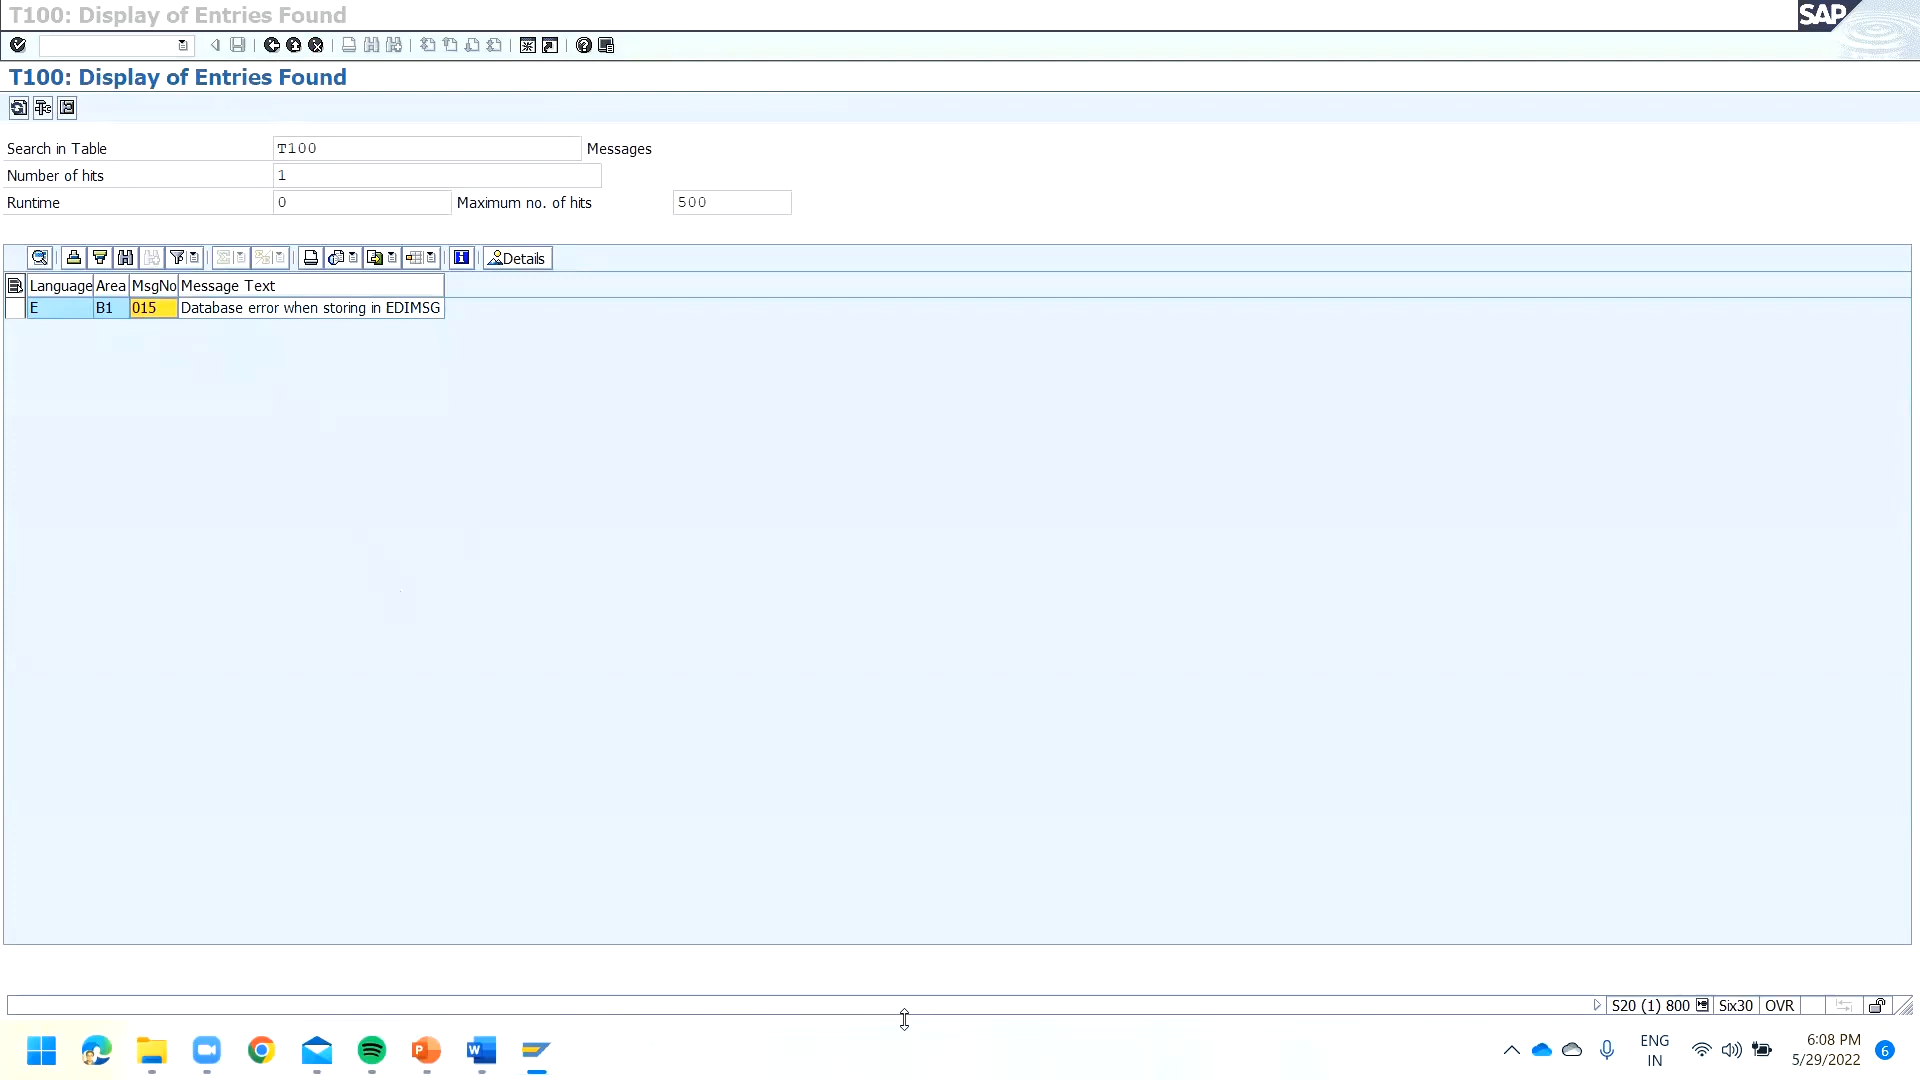 T100: Display of Entries Found
SAP
T100: Display of Entries Found
Search in Table T100 Messages
Number of hits 1
Runtime 0 Maximum no. of hits 500
Details
Language Area MsgNo Message Text
E B1 015 Database error when storing in EDIMSG
S20 (1) 800 Six30 OVR
ENG 6:08 PM
IN 5/29/2022 6